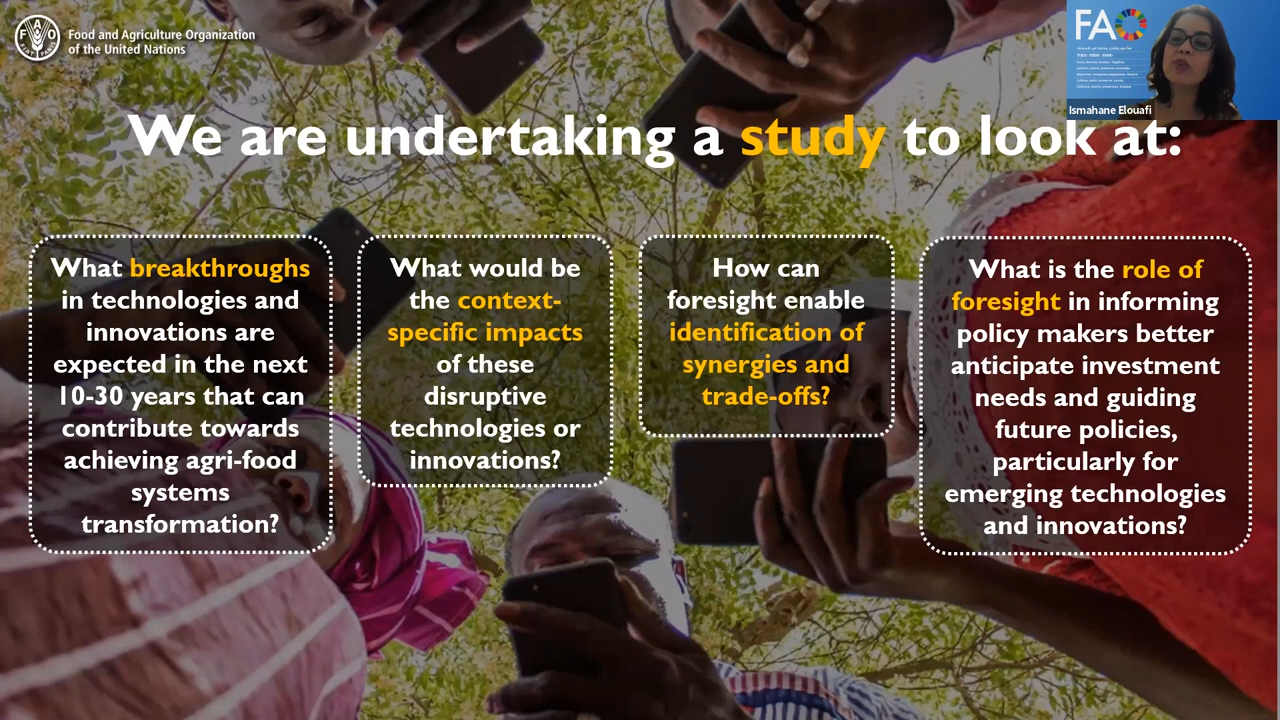 Food and Agriculture Organization
of the United Nations
FAO
Ismahane Elouafi
We are undertaking a study to look at:
What breakthroughs
in technologies and
innovations are
expected in the next
10-30 years that can
contribute towards
achieving agri-food
systems
transformation?
What would be
the context-
specific impacts
of these
disruptive
technologies or
innovations?
How can
foresight enable
identification of
synergies and
trade-offs?
What is the role of
foresight in informing
policy makers better
anticipate investment
needs and guiding
future policies,
particularly for
emerging technologies
and innovations?